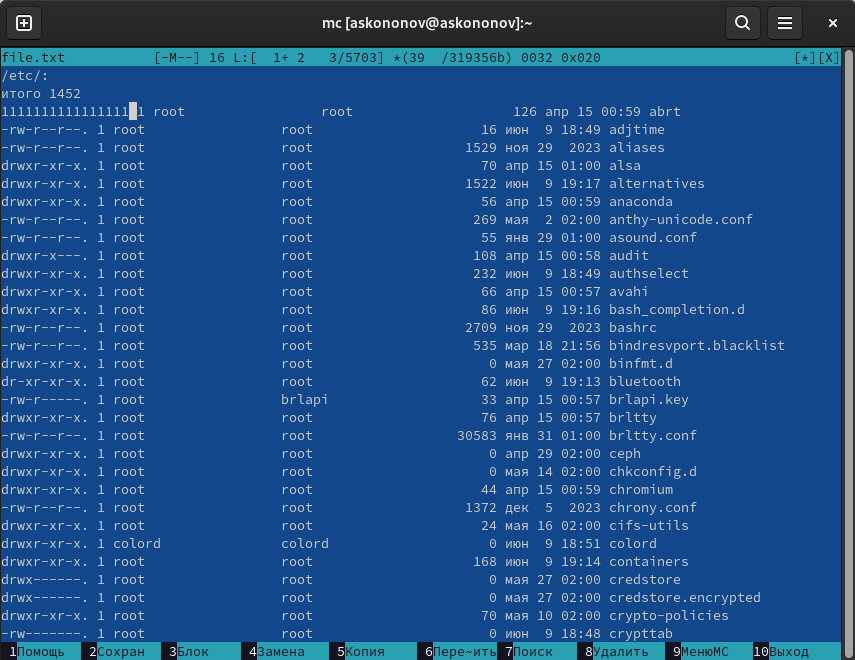 mc [askononov@askononov]:~
file.txt [-M--] 16 L:[ 1+ 2 3/5703] *(39 /319356b) 0032 0x020 [*][X]
/etc/:
итого 1452
1111111111111111 1 root root 126 апр 15 00:59 abrt
-rw-r--r--. 1 root root 16 июн 9 18:49 adjtime
-rw-r--r--. 1 root root 1529 ноя 29 2023 aliases
drwxr-xr-x. 1 root root 70 апр 15 01:00 alsa
drwxr-xr-x. 1 root root 1522 июн 9 19:17 alternatives
drwxr-xr-x. 1 root root 56 апр 15 00:59 anaconda
-rw-r--r--. 1 root root 269 мая 2 02:00 anthy-unicode.conf
-rw-r--r--. 1 root root 55 янв 29 01:00 asound.conf
drwxr-x---. 1 root root 108 апр 15 00:58 audit
drwxr-xr-x. 1 root root 232 июн 9 18:49 authselect
drwxr-xr-x. 1 root root 66 апр 15 00:57 avahi
drwxr-xr-x. 1 root root 86 июн 9 19:16 bash_completion.d
-rw-r--r--. 1 root root 2709 ноя 29 2023 bashrc
-rw-r--r--. 1 root root 535 мар 18 21:56 bindresvport.blacklist
drwxr-xr-x. 1 root root 0 мая 27 02:00 binfmt.d
dr-xr-xr-x. 1 root root 62 июн 9 19:13 bluetooth
-rw-r-----. 1 root brlapi 33 апр 15 00:57 brlapi.key
drwxr-xr-x. 1 root root 76 апр 15 00:57 brltty
-rw-r--r--. 1 root root 30583 янв 31 01:00 brltty.conf
drwxr-xr-x. 1 root root 0 апр 29 02:00 ceph
drwxr-xr-x. 1 root root 0 мая 14 02:00 chkconfig.d
drwxr-xr-x. 1 root root 44 апр 15 00:59 chromium
-rw-r--r--. 1 root root 1372 дек 5 2023 chrony.conf
drwxr-xr-x. 1 root root 24 мая 16 02:00 cifs-utils
drwxr-xr-x. 1 colord colord 0 июн 9 18:51 colord
drwxr-xr-x. 1 root root 168 июн 9 19:14 containers
drwx------. 1 root root 0 мая 27 02:00 credstore
drwx------. 1 root root 0 мая 27 02:00 credstore.encrypted
drwxr-xr-x. 1 root root 70 мая 10 02:00 crypto-policies
-rw-------. 1 root root 0 июн 9 18:48 crypttab
1Помощь 2Сохран 3Блок 4Замена 5Копия 6Пере~ить 7Поиск 8Удалить 9МенюMC 10Выход